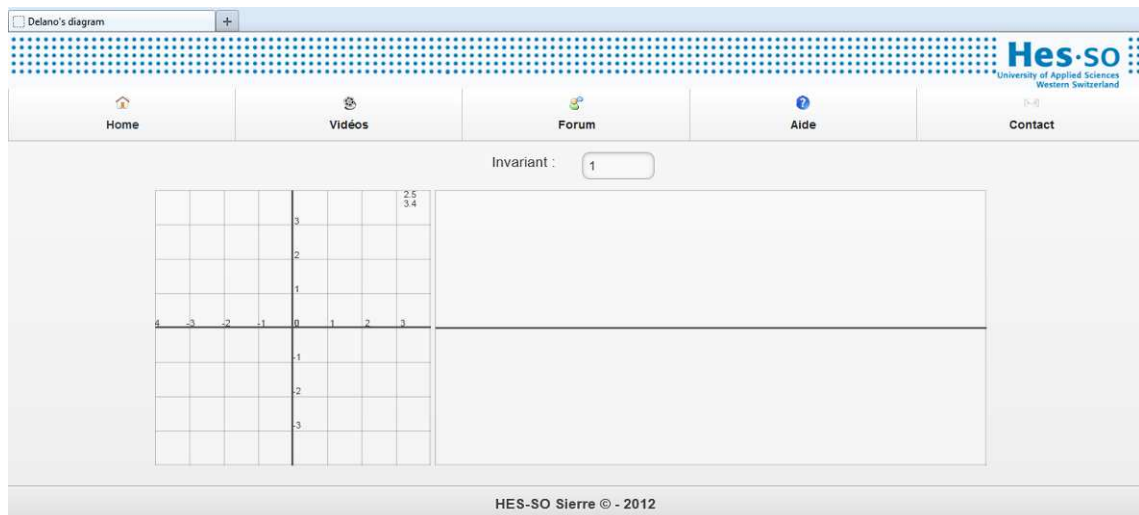 Delano's diagram
+
Hes·so
University of Applied Sciences
Western Switzerland
Home
Vidéos
Forum
Aide
Contact
Invariant :
1
2.5
3.4
3
2
1
4 -3 -2 -1 0 1 2 3
-1
-2
-3
HES-SO Sierre © - 2012